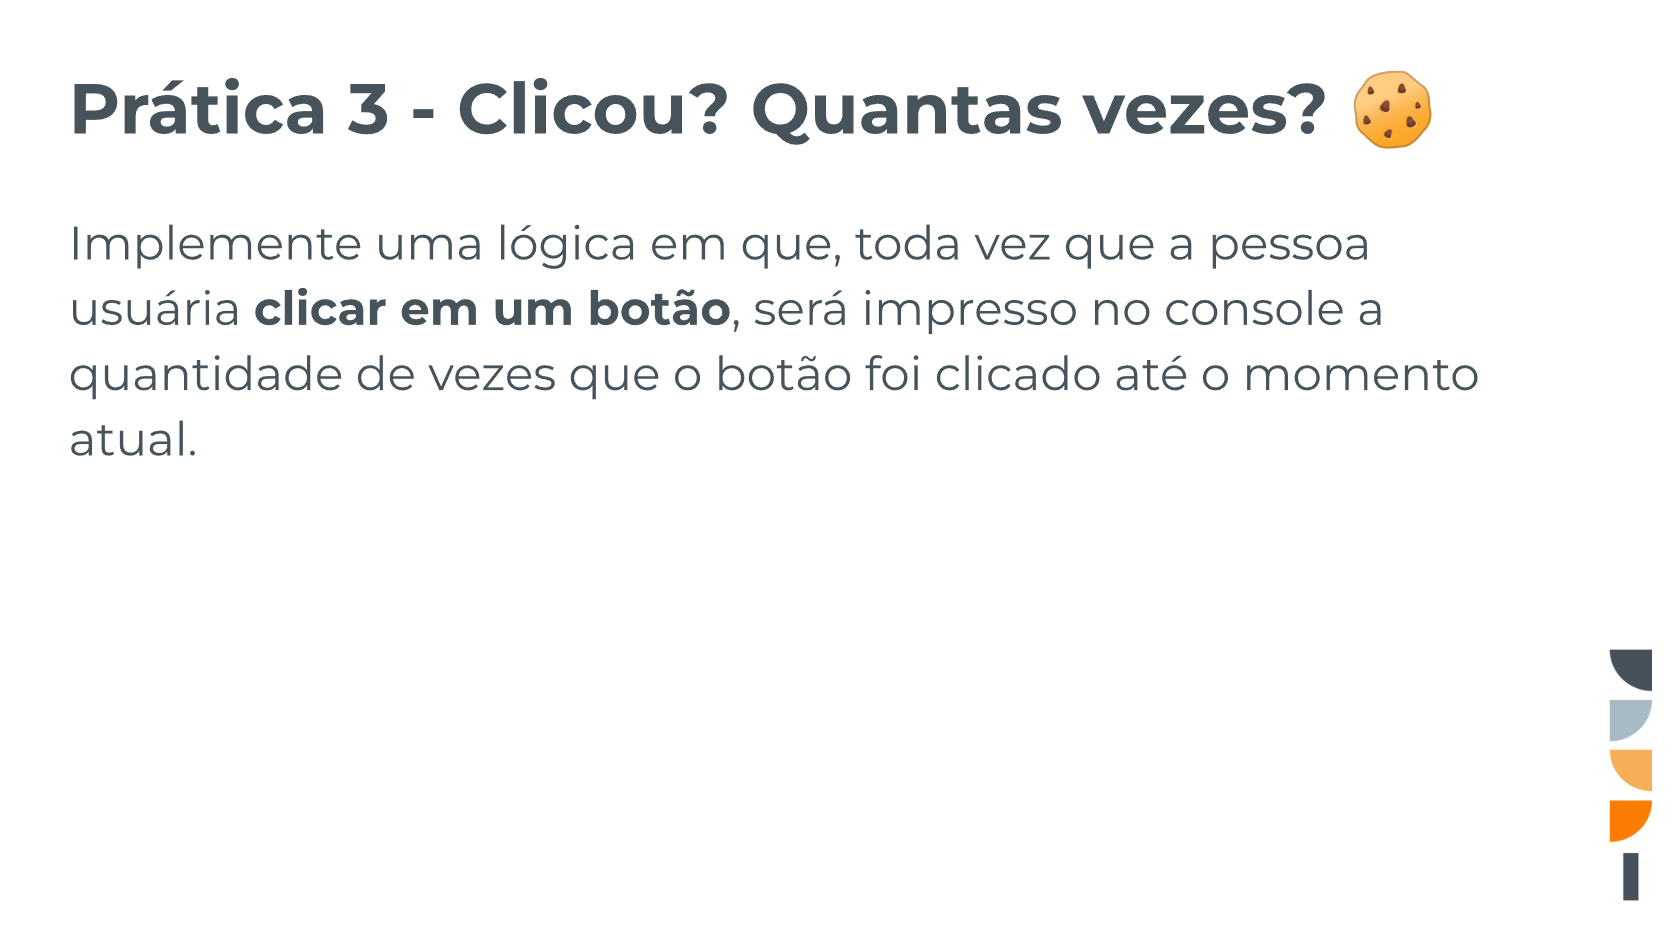 Prática 3 - Clicou? Quantas vezes? 🍪
Implemente uma lógica em que, toda vez que a pessoa
usuária clicar em um botão, será impresso no console a
quantidade de vezes que o botão foi clicado até o momento
atual.